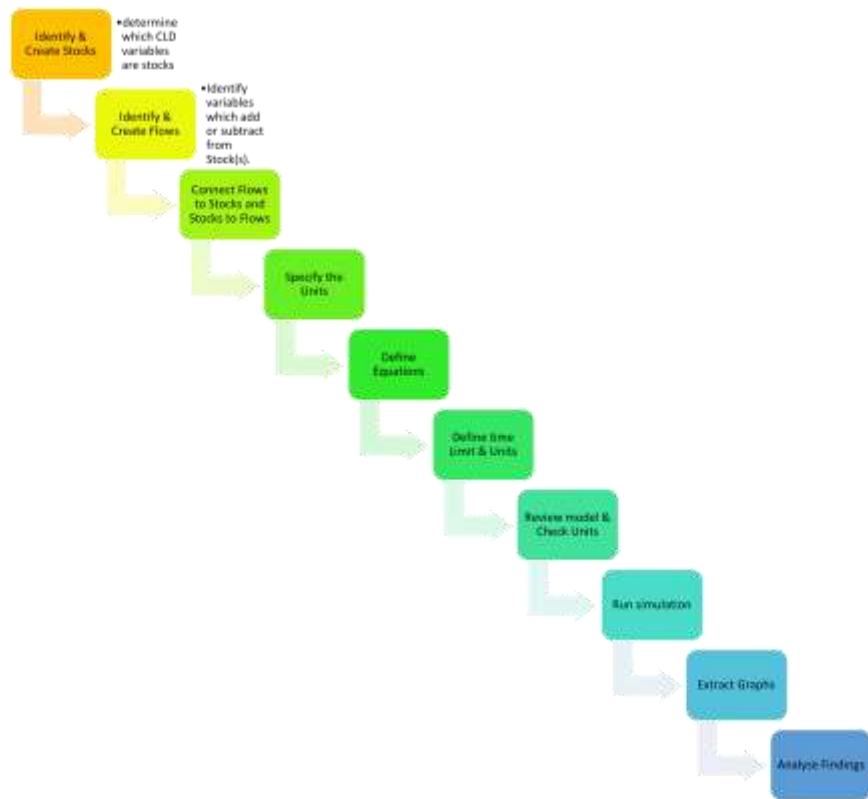 Identify &
Create Stocks
•determine
which CLD
variables
are stocks
Identify &
Create Flows
•Identify
variables
which add
or subtract
from
Stock(s).
Connect Flows
to Stocks and
Stocks to Flows
Specify the
Units
Define
Equations
Define time
Limit & Units
Review model &
Check Units
Run simulation
Extract Graphs
Analyse Findings